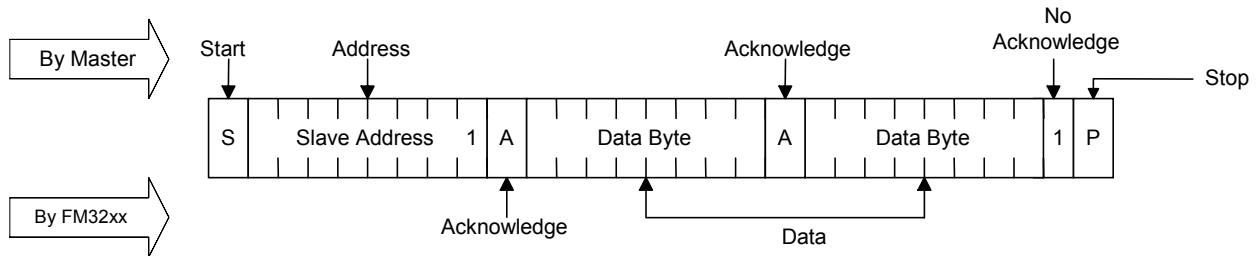 By Master
Start
Address
Acknowledge
No
Acknowledge
Stop
S Slave Address 1 A Data Byte A Data Byte 1 P
By FM32xx
Acknowledge
Data